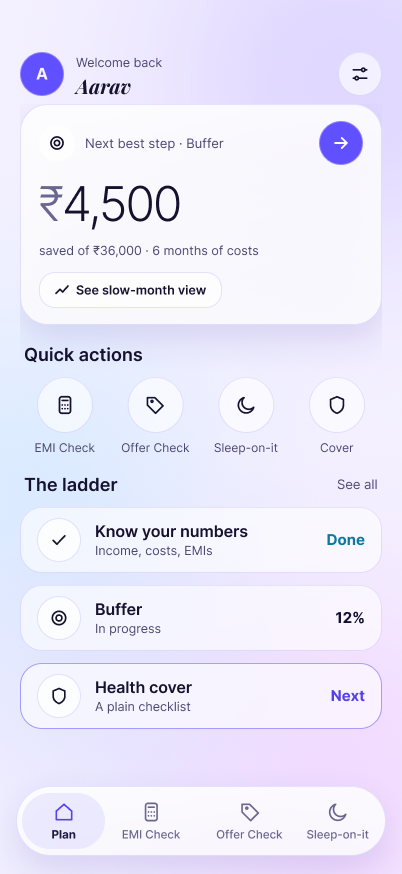 A
Welcome back
Aarav
Next best step · Buffer
₹4,500
saved of ₹36,000 · 6 months of costs
See slow-month view
Quick actions
EMI Check
Offer Check
Sleep-on-it
Cover
The ladder
See all
Know your numbers
Income, costs, EMIs
Done
Buffer
In progress
12%
Health cover
A plain checklist
Next
Plan
EMI Check
Offer Check
Sleep-on-it